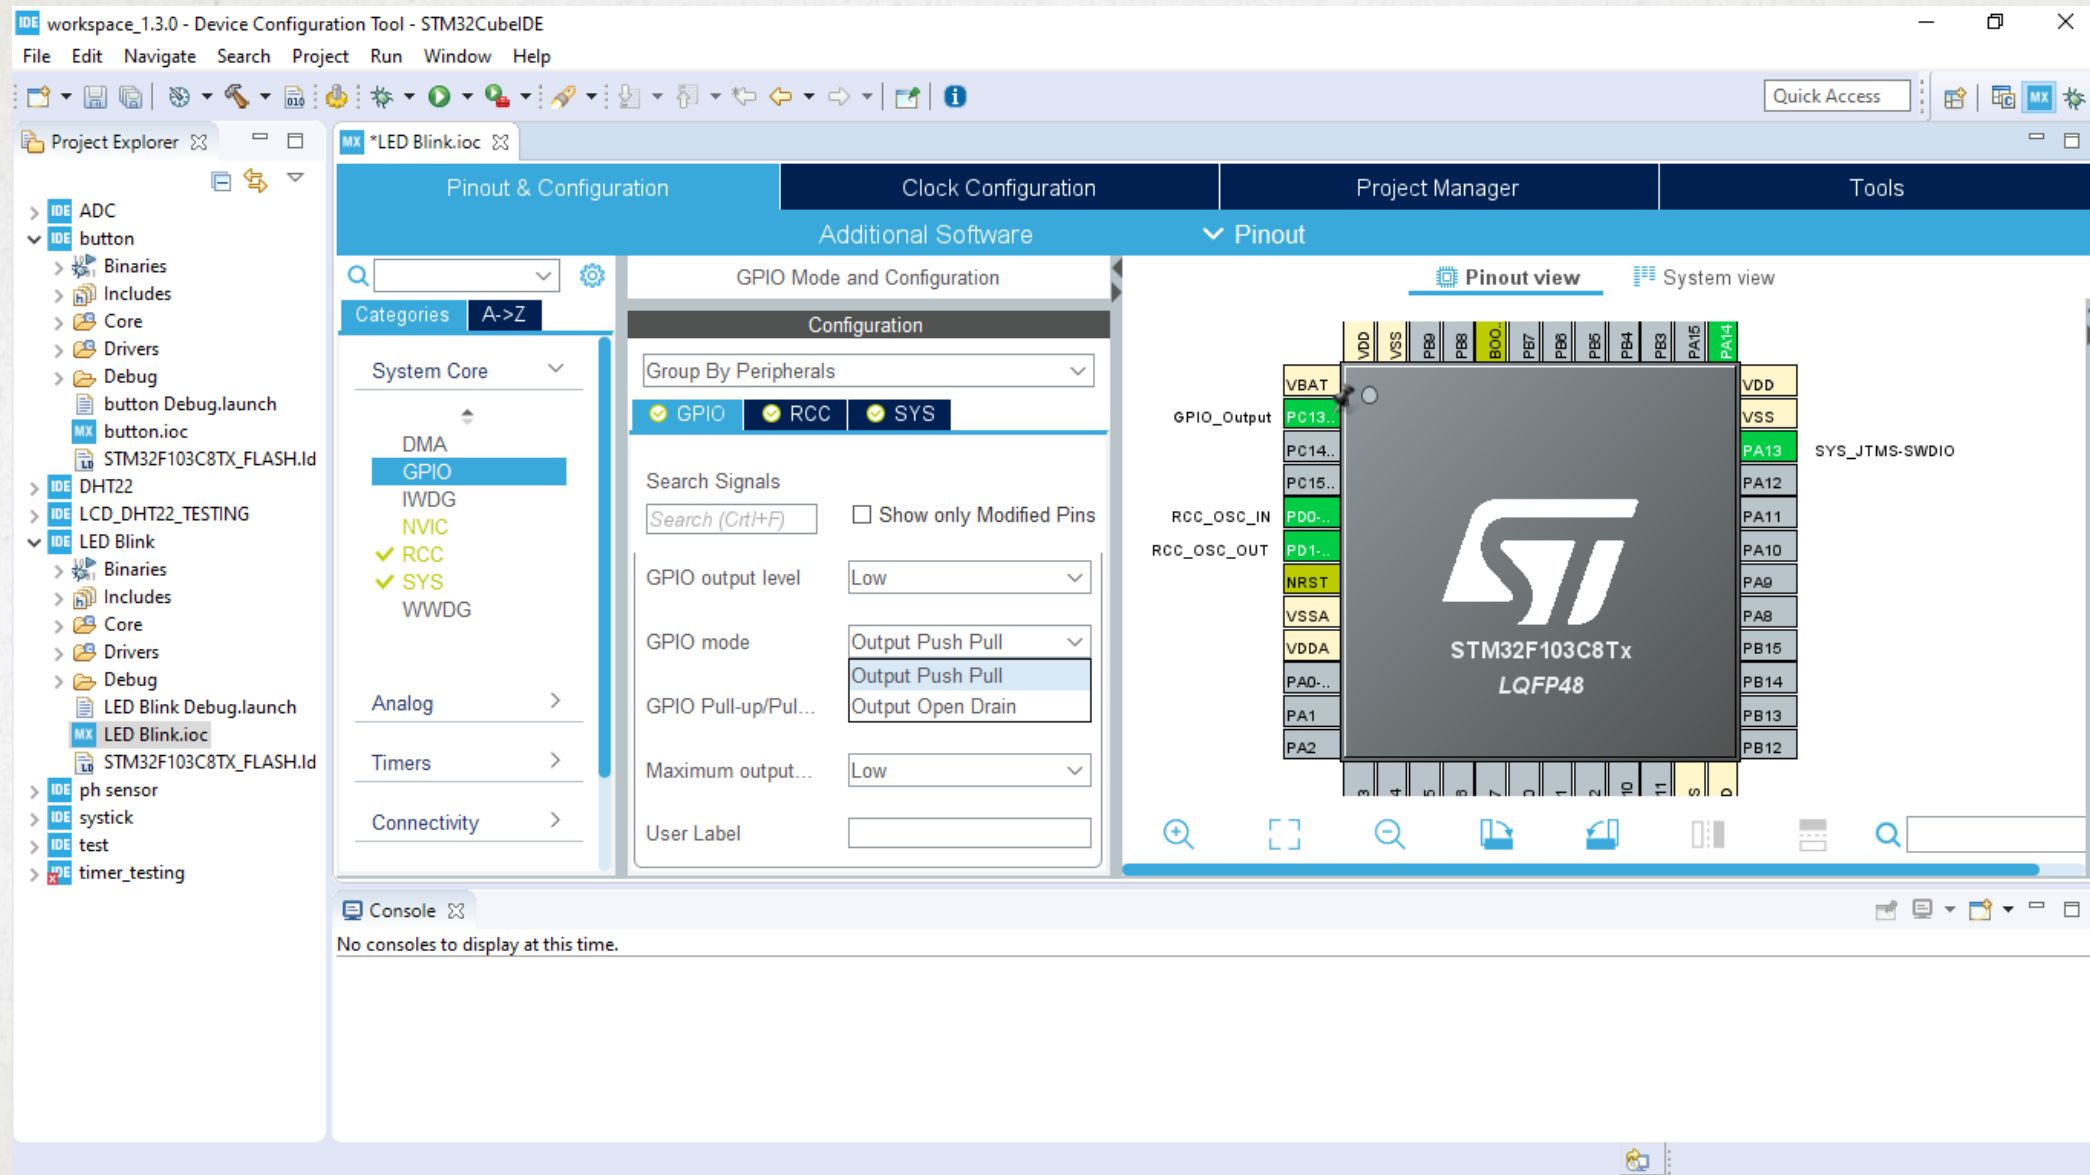 workspace_1.3.0 - Device Configuration Tool - STM32CubeIDE
File Edit Navigate Search Project Run Window Help
Quick Access
Project Explorer
ADC
button
Binaries
Includes
Core
Drivers
Debug
button Debug.launch
button.ioc
STM32F103C8TX_FLASH.ld
DHT22
LCD_DHT22_TESTING
LED Blink
Binaries
Includes
Core
Drivers
Debug
LED Blink Debug.launch
LED Blink.ioc
STM32F103C8TX_FLASH.ld
ph sensor
systick
test
timer_testing
*LED Blink.ioc
Pinout & Configuration Clock Configuration Project Manager Tools
Additional Software Pinout
Categories A->Z
System Core
DMA
GPIO
IWDG
NVIC
RCC
SYS
WWDG
Analog
Timers
Connectivity
GPIO Mode and Configuration
Configuration
Group By Peripherals
GPIO RCC SYS
Search Signals
Search (Crtl+F) Show only Modified Pins
GPIO output level Low
GPIO mode Output Push Pull
Output Push Pull
GPIO Pull-up/Pul... Output Open Drain
Maximum output... Low
User Label
Pinout view System view
VDD VSS PB9 PB8 BOO.. PB7 PB6 PB5 PB4 PB3 PA15 PA14
VBAT VDD
GPIO_Output PC13.. VSS
PC14.. PA13 SYS_JTMS-SWDIO
PC15.. PA12
RCC_OSC_IN PD0-.. PA11
RCC_OSC_OUT PD1-.. PA10
NRST PA9
VSSA PA8
VDDA PB15
PA0-.. PB14
PA1 PB13
PA2 PB12
STM32F103C8Tx
LQFP48
Console
No consoles to display at this time.